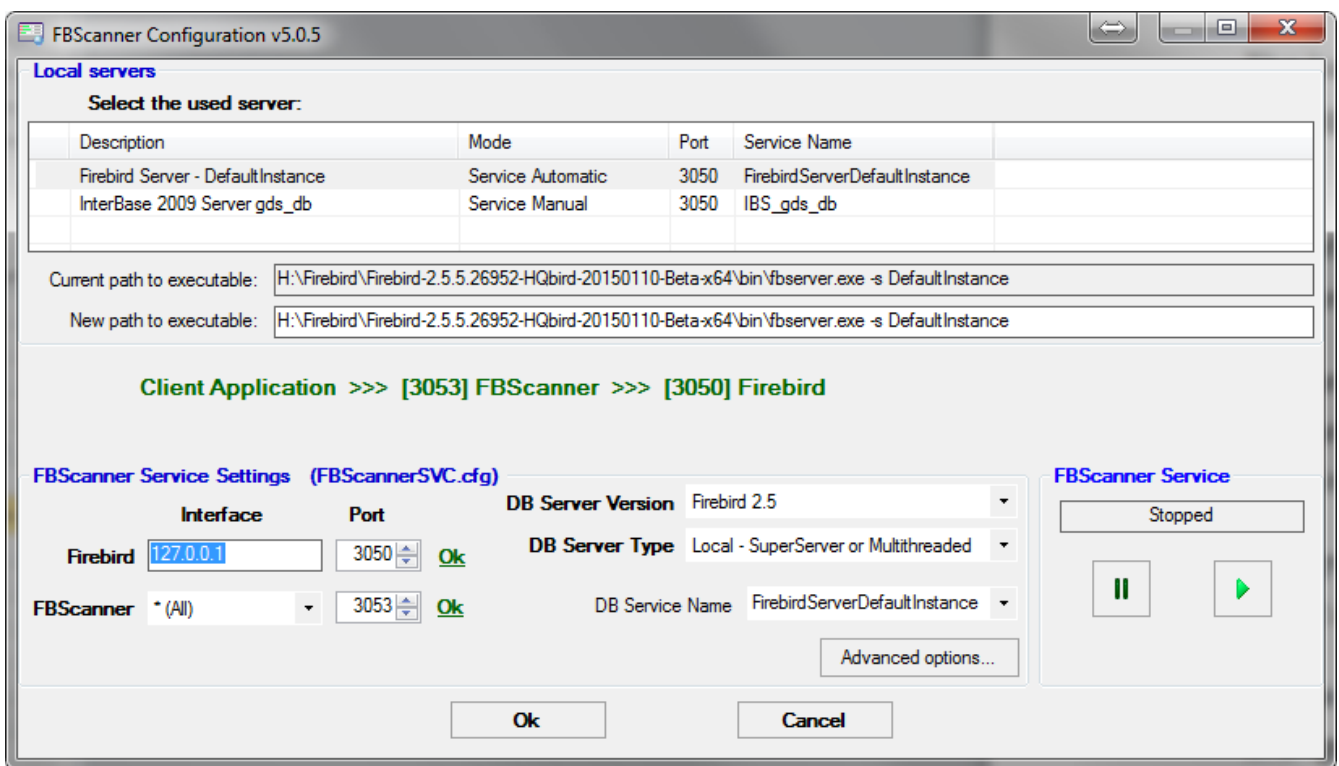 FBScanner Configuration v5.0.5
Local servers
Select the used server:
Description Mode Port Service Name
Firebird Server - DefaultInstance Service Automatic 3050 FirebirdServerDefaultInstance
InterBase 2009 Server gds_db Service Manual 3050 IBS_gds_db
Current path to executable: H:\Firebird\Firebird-2.5.5.26952-HQbird-20150110-Beta-x64\bin\fbserver.exe -s DefaultInstance
New path to executable: H:\Firebird\Firebird-2.5.5.26952-HQbird-20150110-Beta-x64\bin\fbserver.exe -s DefaultInstance
Client Application >>> [3053] FBScanner >>> [3050] Firebird
FBScanner Service Settings (FBScannerSVC.cfg)
Interface Port
Firebird 127.0.0.1 3050 Ok
FBScanner * (All) 3053 Ok
DB Server Version Firebird 2.5
DB Server Type Local - SuperServer or Multithreaded
DB Service Name FirebirdServerDefaultInstance
Advanced options...
FBScanner Service
Stopped
Ok Cancel